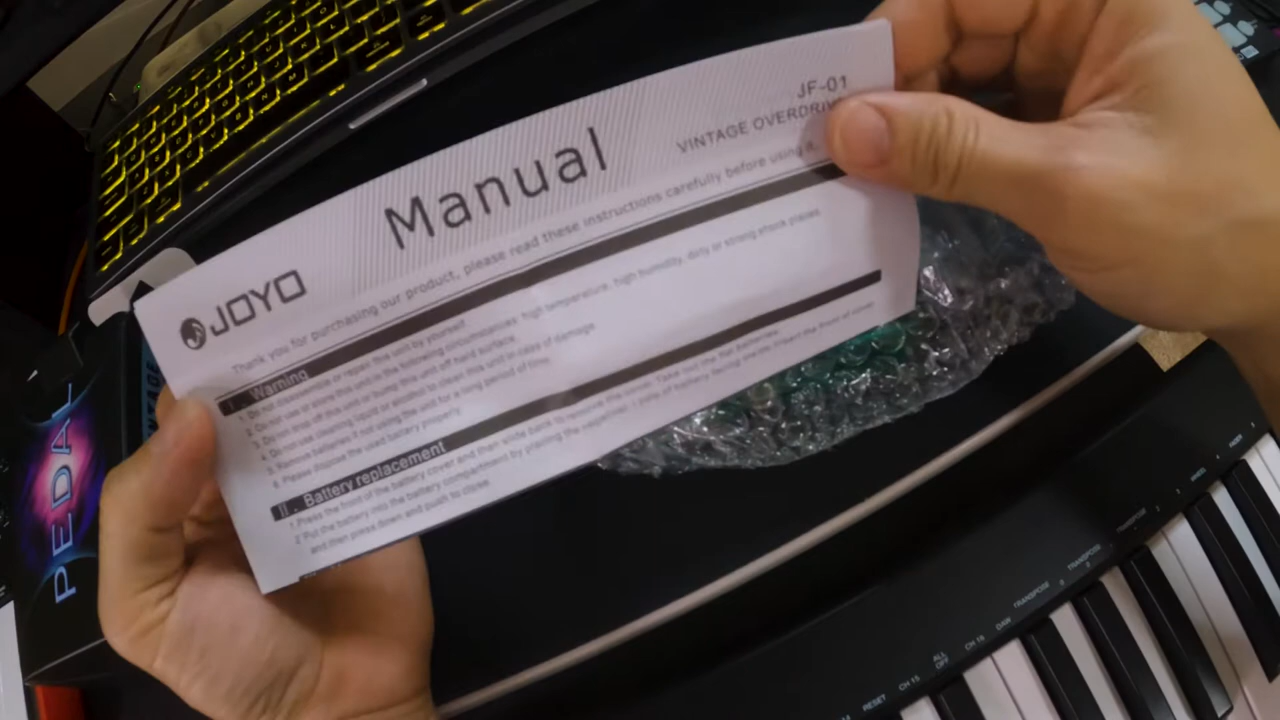 JOYO
Manual
JF-01
VINTAGE OVERDRIVE
Thank you for purchasing our product, please read these instructions carefully before using it.
I . Warning
1. Do not disassemble or repair this unit by yourself.
2. Do not use or store this unit in the following circumstances: high temperature, high humidity, dirty or strong shock places.
3. Do not drop off this unit or bump this unit off hard surface.
4. Do not use cleaning liquid or alcohol to clean this unit in case of damage.
5. Remove batteries if not using the unit for a long period of time.
6. Please dispose the used battery properly.
II . Battery replacement
1. Press the front of the battery cover and then slide back to remove the cover. Take out the flat batteries.
2. Put the battery into the battery compartment by placing the negative(-) pole of battery facing inside. Insert the front of cover
and then press down and push to close.
PEDAL
RESET
CH 15
ALL
OFF
CH 16
DAW
TRANSPOSE
0
TRANSPOSE